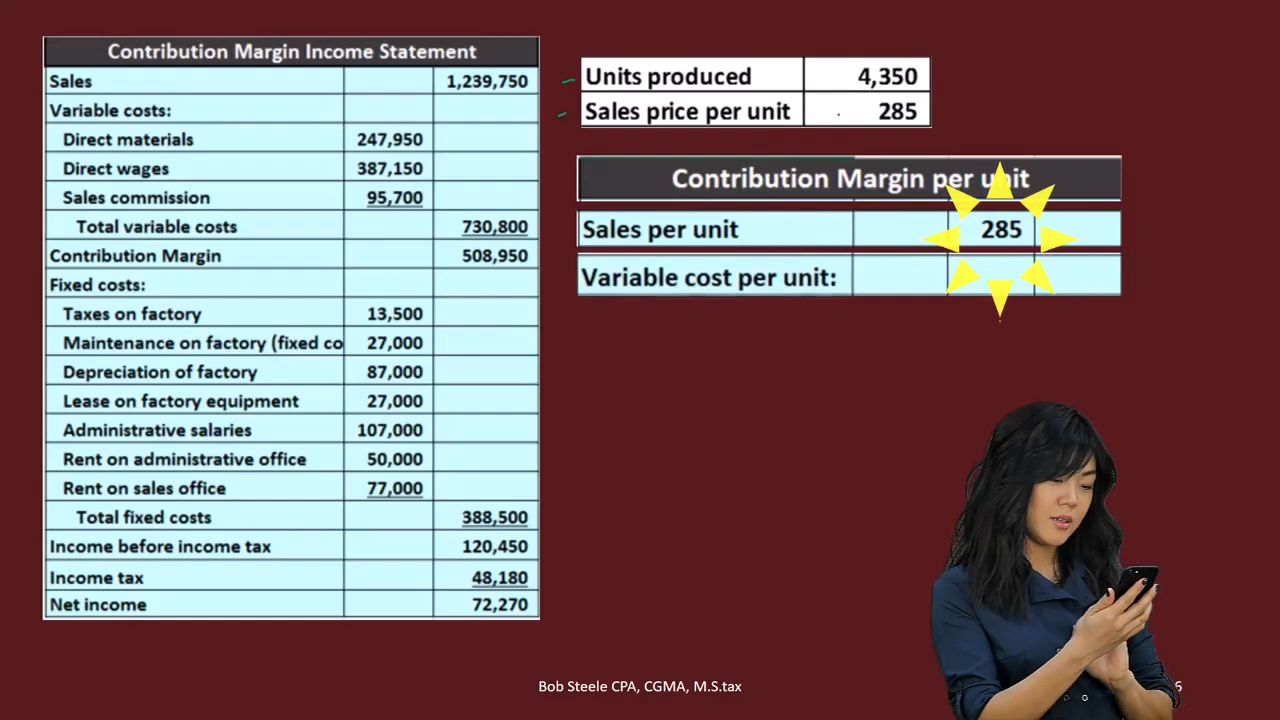 Contribution Margin Income Statement
Sales 1,239,750
Variable costs:
Direct materials 247,950
Direct wages 387,150
Sales commission 95,700
Total variable costs 730,800
Contribution Margin 508,950
Fixed costs:
Taxes on factory 13,500
Maintenance on factory (fixed co 27,000
Depreciation of factory 87,000
Lease on factory equipment 27,000
Administrative salaries 107,000
Rent on administrative office 50,000
Rent on sales office 77,000
Total fixed costs 388,500
Income before income tax 120,450
Income tax 48,180
Net income 72,270
Units produced 4,350
Sales price per unit 285
Contribution Margin per unit
Sales per unit 285
Variable cost per unit:
Bob Steele CPA, CGMA, M.S.tax
6